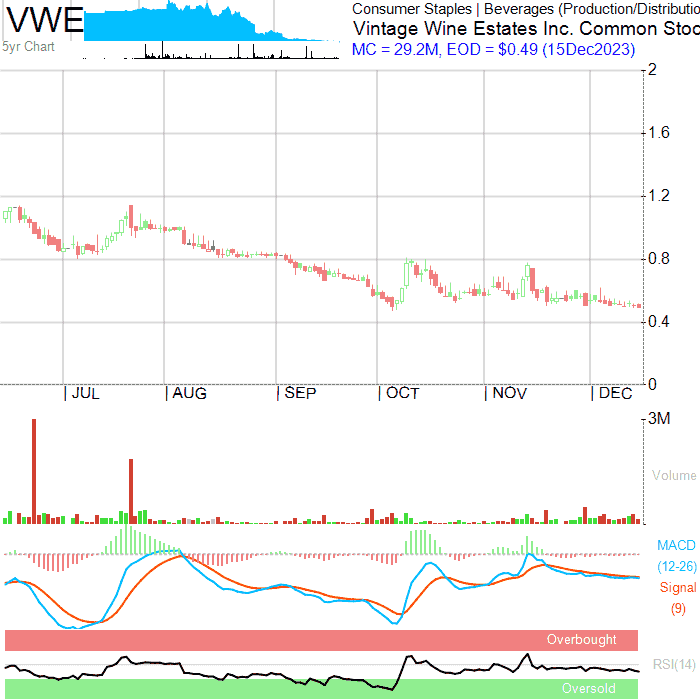 VWE
5yr Chart
Consumer Staples | Beverages (Production/Distributio
Vintage Wine Estates Inc. Common Stoc
MC = 29.2M, EOD = $0.49 (15Dec2023)
2
1.6
1.2
0.8
0.4
0
JUL AUG SEP OCT NOV DEC
3M
Volume
MACD
(12-26)
Signal
(9)
Overbought
RSI(14)
Oversold